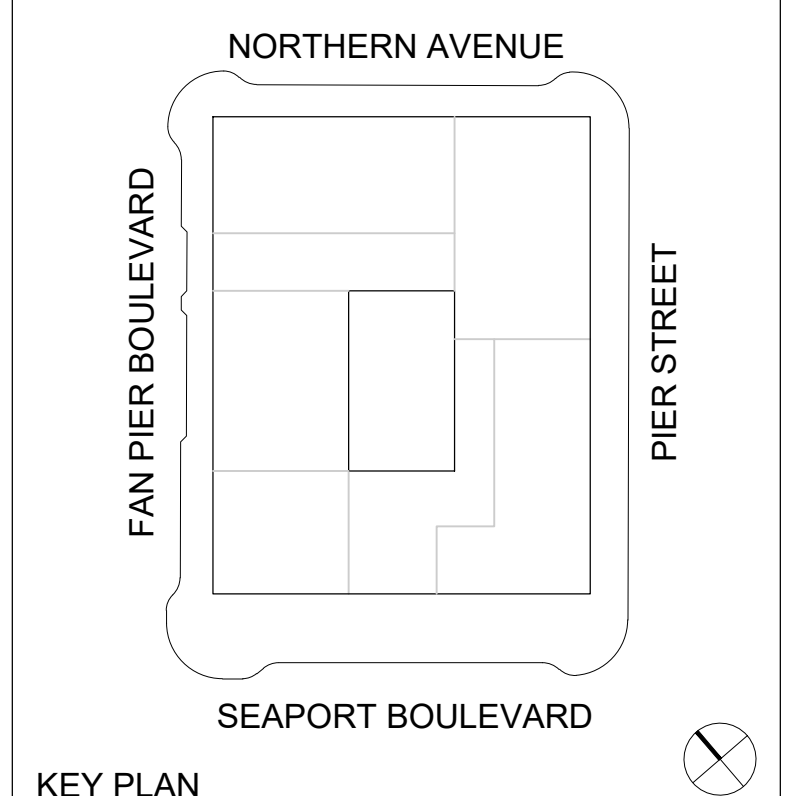 NORTHERN AVENUE
FAN PIER BOULEVARD
PIER STREET
SEAPORT BOULEVARD
KEY PLAN